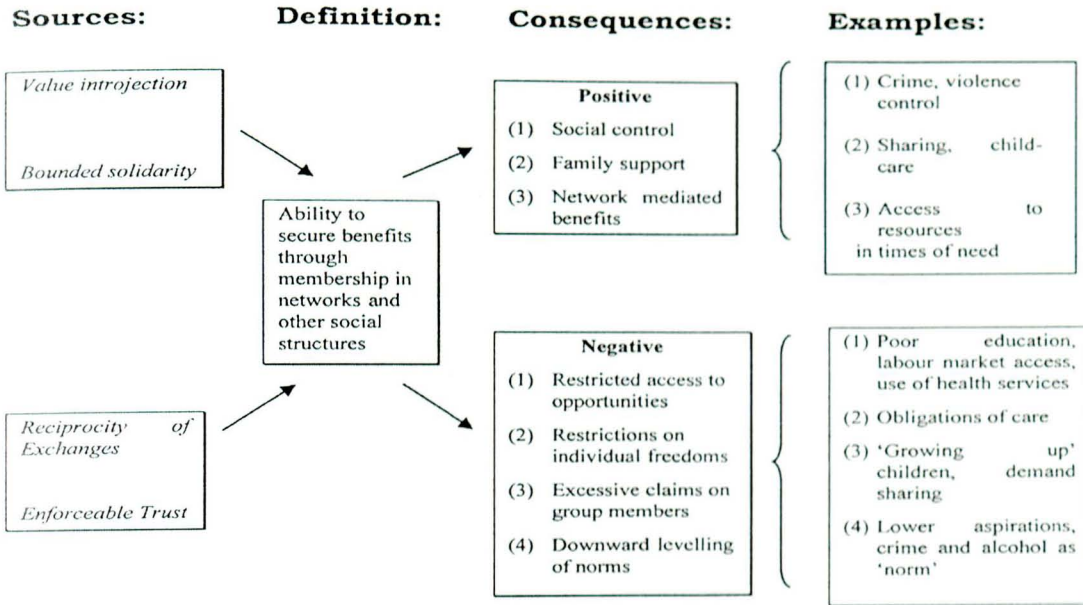 Sources:
Definition:
Consequences:
Examples:
Value introjection
Bounded solidarity
Reciprocity of
Exchanges
Enforceable Trust
Ability to
secure benefits
through
membership in
networks and
other social
structures
Positive
(1) Social control
(2) Family support
(3) Network mediated
benefits
Negative
(1) Restricted access to
opportunities
(2) Restrictions on
individual freedoms
(3) Excessive claims on
group members
(4) Downward levelling
of norms
(1) Crime, violence
control
(2) Sharing, child-
care
(3) Access to
resources
in times of need
(1) Poor education,
labour market access,
use of health services
(2) Obligations of care
(3) ‘Growing up’
children, demand
sharing
(4) Lower aspirations,
crime and alcohol as
‘norm’